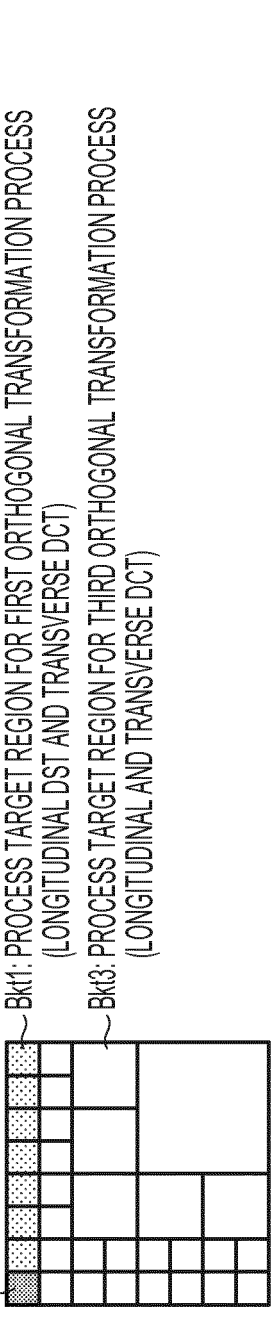 Bkt1: PROCESS TARGET REGION FOR FIRST ORTHOGONAL TRANSFORMATION PROCESS
(LONGITUDINAL DST AND TRANSVERSE DCT)
Bkt3: PROCESS TARGET REGION FOR THIRD ORTHOGONAL TRANSFORMATION PROCESS
(LONGITUDINAL AND TRANSVERSE DCT)